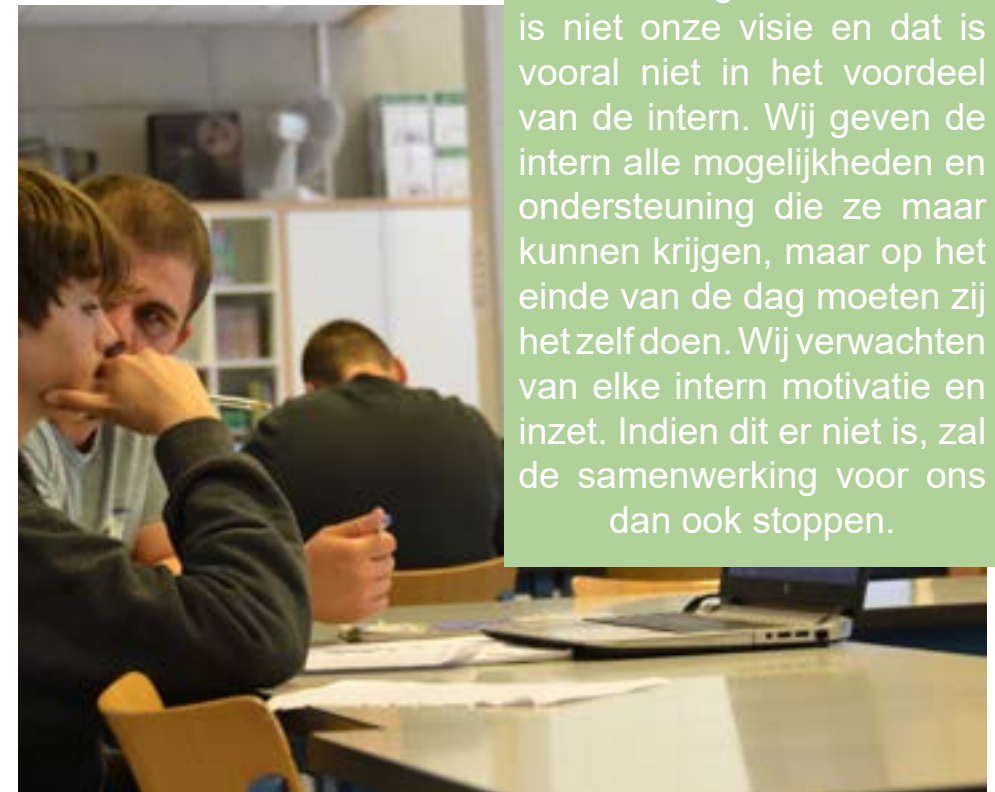 is niet onze visie en dat is
vooral niet in het voordeel
van de intern. Wij geven de
intern alle mogelijkheden en
ondersteuning die ze maar
kunnen krijgen, maar op het
einde van de dag moeten zij
het zelf doen. Wij verwachten
van elke intern motivatie en
inzet. Indien dit er niet is, zal
de samenwerking voor ons
dan ook stoppen.